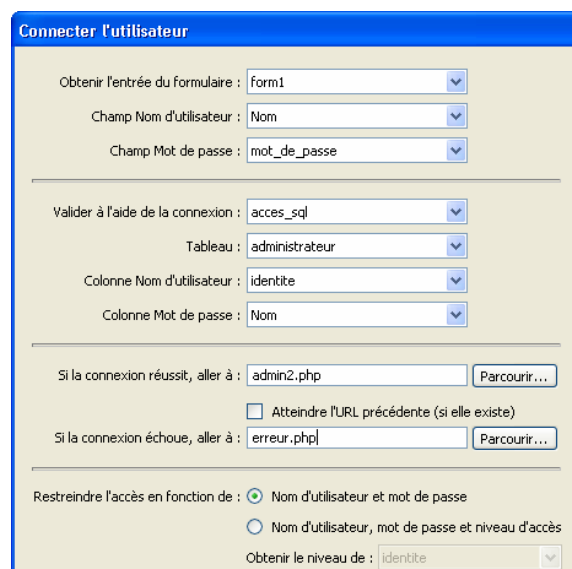 Connecter l'utilisateur
Obtenir l'entrée du formulaire : form1
Champ Nom d'utilisateur : Nom
Champ Mot de passe : mot_de_passe
Valider à l'aide de la connexion : acces_sql
Tableau : administrateur
Colonne Nom d'utilisateur : identite
Colonne Mot de passe : Nom
Si la connexion réussit, aller à : admin2.php Parcourir...
Atteindre l'URL précédente (si elle existe)
Si la connexion échoue, aller à : erreur.php Parcourir...
Restreindre l'accès en fonction de : Nom d'utilisateur et mot de passe
Nom d'utilisateur, mot de passe et niveau d'accès
Obtenir le niveau de : identite